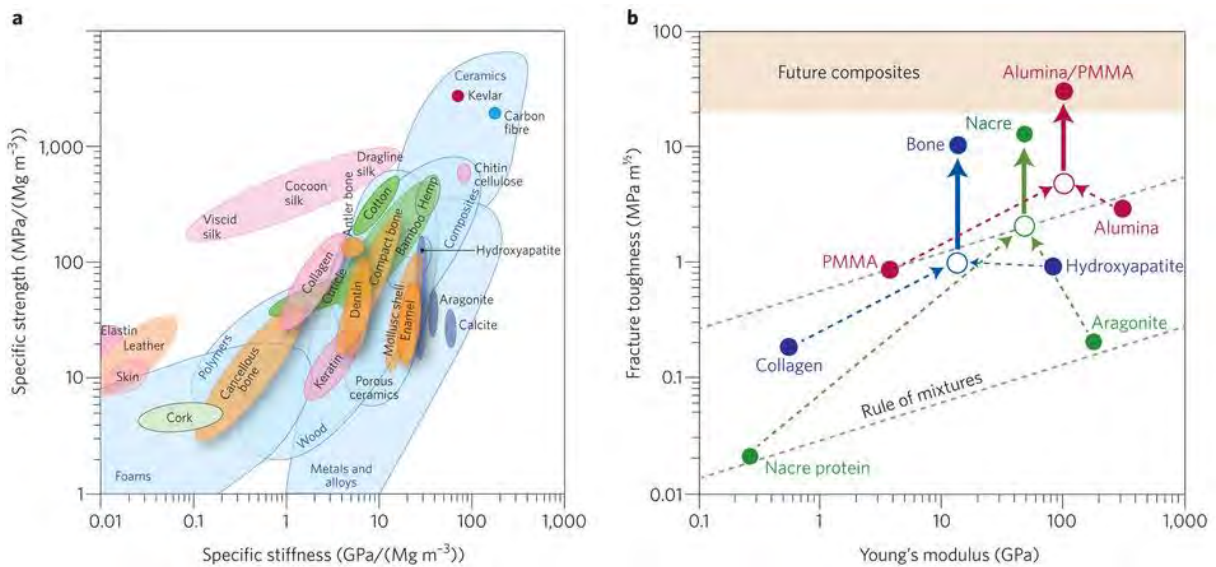 a
Specific strength (MPa/(Mg m⁻³))
1,000
100
10
1
0.01
0.1
1
10
100
1,000
Specific stiffness (GPa/(Mg m⁻³))
Ceramics
Kevlar
Carbon
fibre
Dragline
silk
Cocoon
silk
Viscid
silk
Chitin
cellulose
Antler bone
Cotton
Hemp
Bamboo
Composites
Compact bone
Hydroxyapatite
Collagen
Cuticle
Dentin
Mollusc shell
Enamel
Aragonite
Calcite
Elastin
Leather
Skin
Polymers
Cancellous
bone
Keratin
Porous
ceramics
Cork
Wood
Foams
Metals and
alloys
b
Fracture toughness (MPa m½)
100
10
1
0.1
0.01
0.1
1
10
100
1,000
Young's modulus (GPa)
Future composites
Alumina/PMMA
Bone
Nacre
Alumina
PMMA
Hydroxyapatite
Collagen
Aragonite
Rule of mixtures
Nacre protein